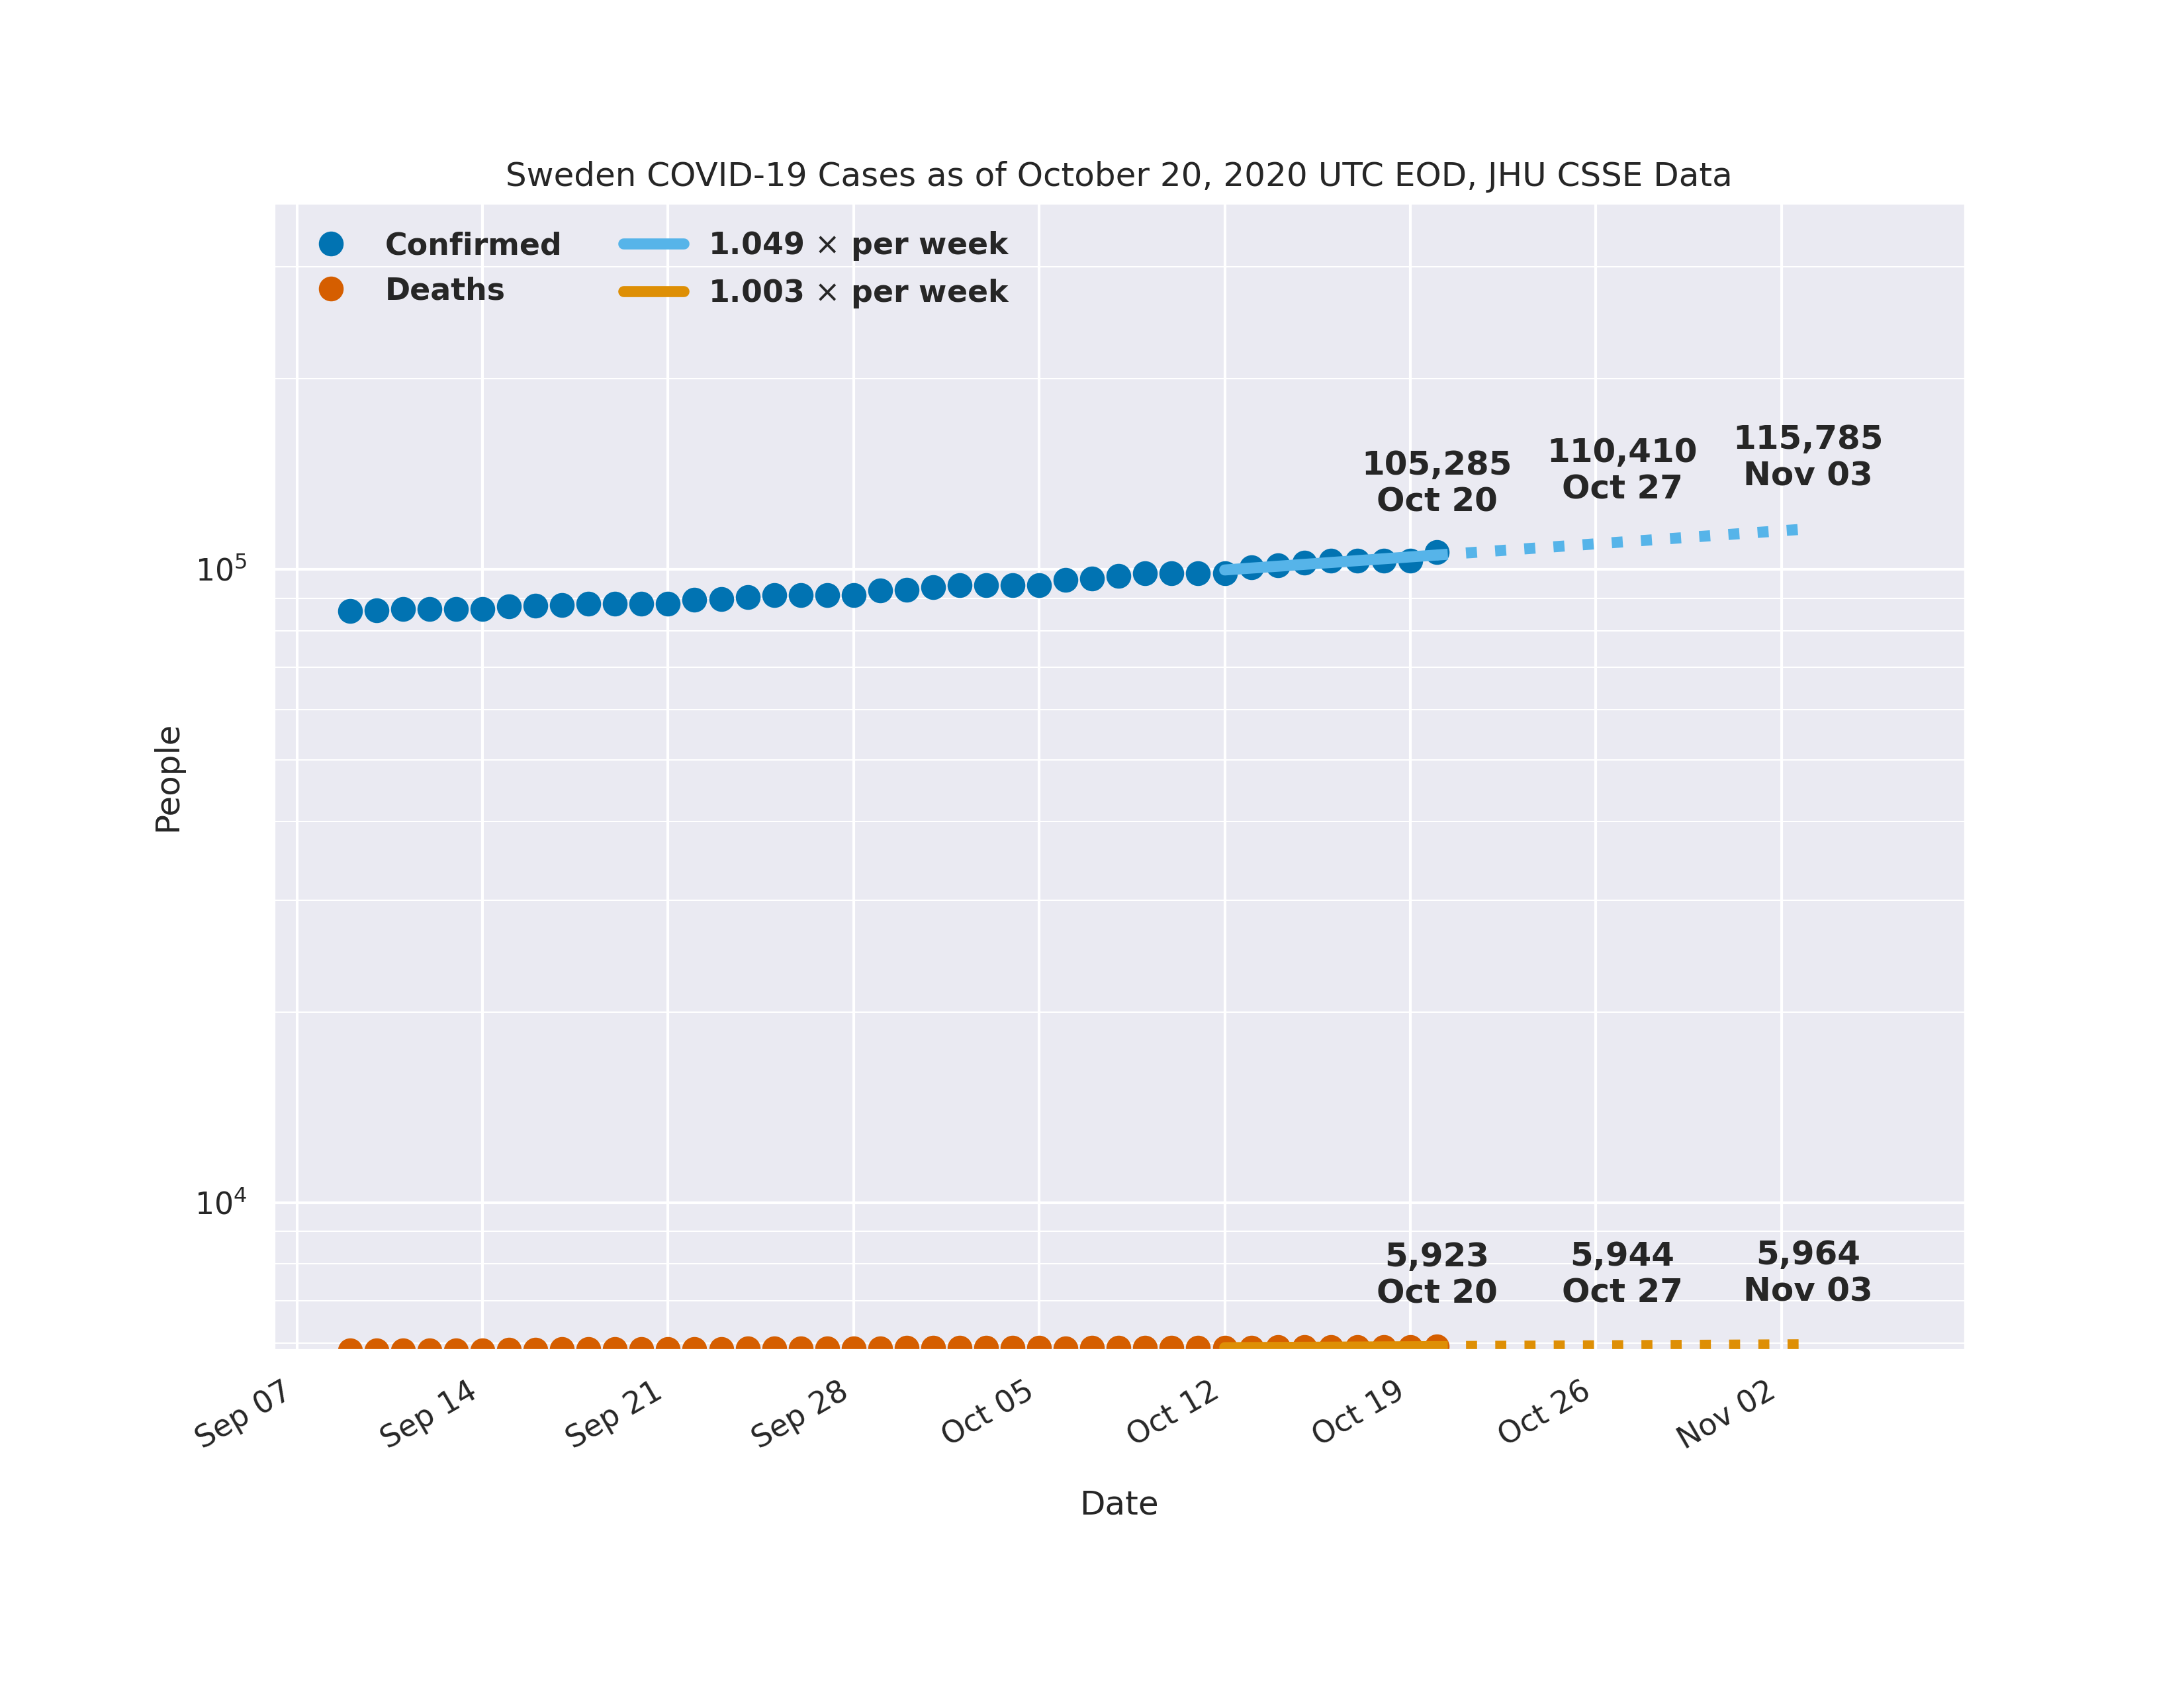 Sweden COVID-19 Cases as of October 20, 2020 UTC EOD, JHU CSSE Data
Confirmed
Deaths
1.049 × per week
1.003 × per week
105,285
Oct 20
110,410
Oct 27
115,785
Nov 03
10⁵
People
10⁴
5,923
Oct 20
5,944
Oct 27
5,964
Nov 03
Sep 07
Sep 14
Sep 21
Sep 28
Oct 05
Oct 12
Oct 19
Oct 26
Nov 02
Date